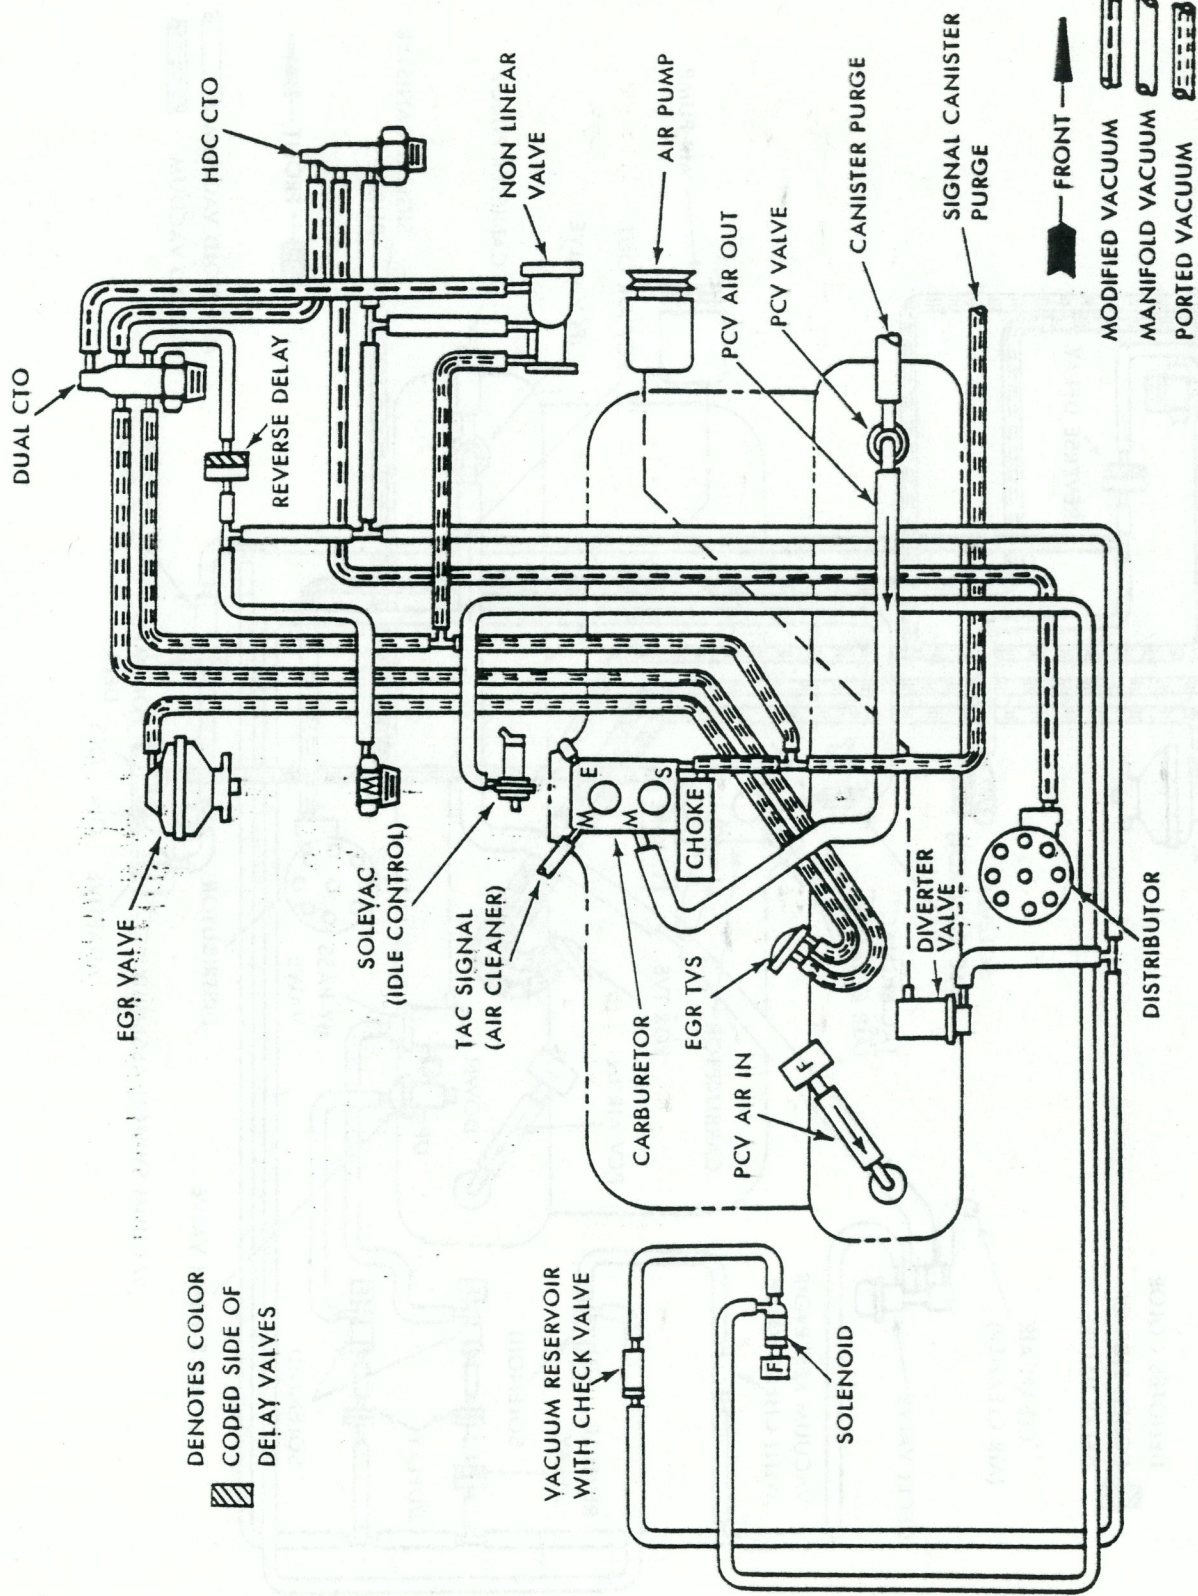 DUAL CTO
EGR VALVE
HDC CTO
DENOTES COLOR
CODED SIDE OF
DELAY VALVES
REVERSE DELAY
SOLEVAC
(IDLE CONTROL)
TAC SIGNAL
(AIR CLEANER)
NON LINEAR
VALVE
VACUUM RESERVOIR
WITH CHECK VALVE
M E
M S
CARBURETOR
AIR PUMP
EGR TVS
CHOKE
PCV AIR OUT
PCV AIR IN
F
F
PCV VALVE
SOLENOID
CANISTER PURGE
DIVERTER
VALVE
SIGNAL CANISTER
PURGE
FRONT
MODIFIED VACUUM
MANIFOLD VACUUM
DISTRIBUTOR
PORTED VACUUM